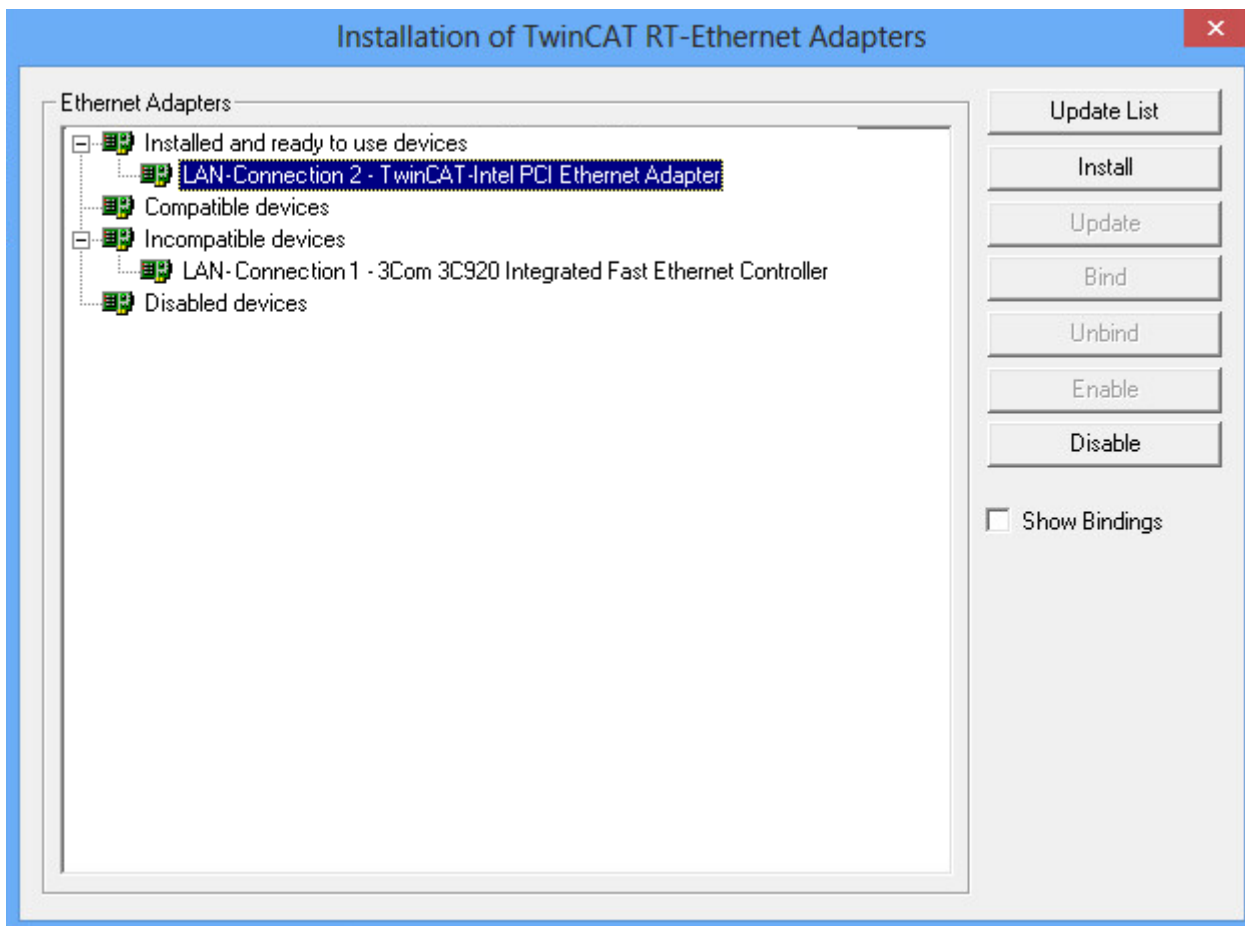 Installation of TwinCAT RT-Ethernet Adapters
Ethernet Adapters
Installed and ready to use devices
LAN-Connection 2 - TwinCAT-Intel PCI Ethernet Adapter
Compatible devices
Incompatible devices
LAN-Connection 1 - 3Com 3C920 Integrated Fast Ethernet Controller
Disabled devices
Update List
Install
Update
Bind
Unbind
Enable
Disable
Show Bindings